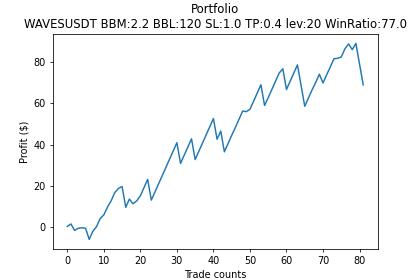 Portfolio
WAVESUSDT BBM:2.2 BBL:120 SL:1.0 TP:0.4 lev:20 WinRatio:77.0
80
60
40
20
0
Profit ($)
0 10 20 30 40 50 60 70 80
Trade counts